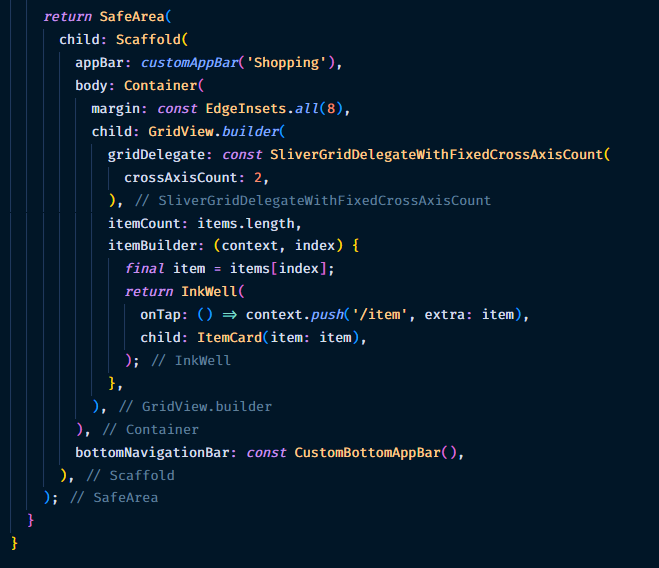 return SafeArea(
child: Scaffold(
appBar: customAppBar('Shopping'),
body: Container(
margin: const EdgeInsets.all(8),
child: GridView.builder(
gridDelegate: const SliverGridDelegateWithFixedCrossAxisCount(
crossAxisCount: 2,
), // SliverGridDelegateWithFixedCrossAxisCount
itemCount: items.length,
itemBuilder: (context, index) {
final item = items[index];
return InkWell(
onTap: () => context.push('/item', extra: item),
child: ItemCard(item: item),
); // InkWell
},
), // GridView.builder
), // Container
bottomNavigationBar: const CustomBottomAppBar(),
), // Scaffold
); // SafeArea
}
}